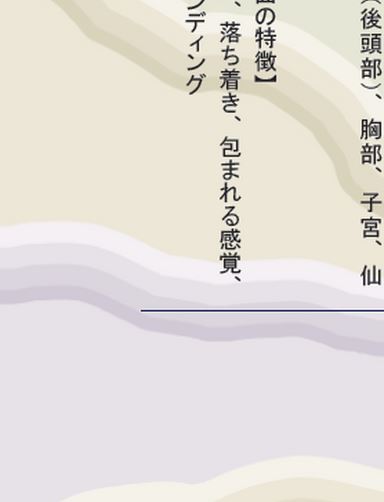 （後頭部）、胸部、子宮、仙
面の特徴】
、落ち着き、包まれる感覚、
ンディング